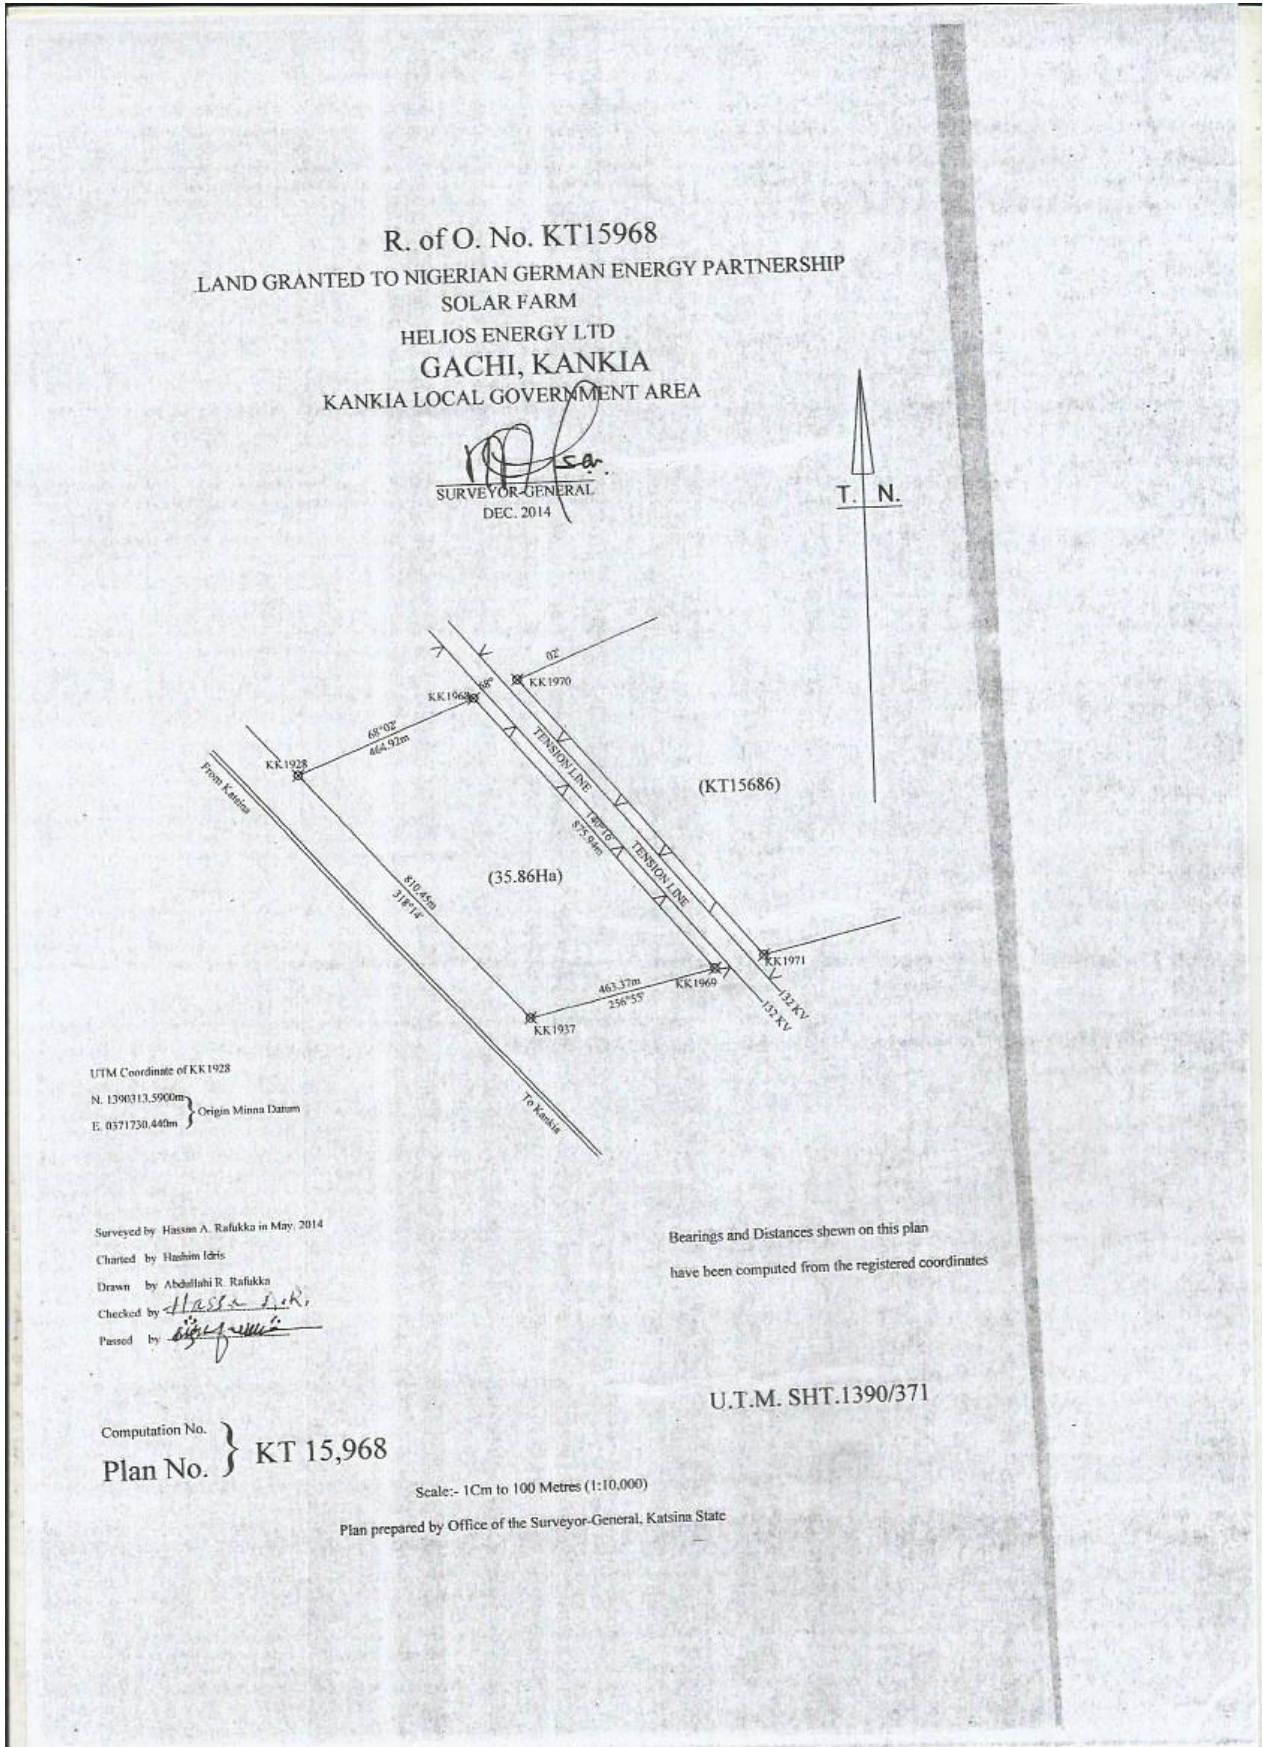 R. of O. No. KT15968
LAND GRANTED TO NIGERIAN GERMAN ENERGY PARTNERSHIP
SOLAR FARM
HELIOS ENERGY LTD
GACHI, KANKIA
KANKIA LOCAL GOVERNMENT AREA
SURVEYOR-GENERAL
DEC. 2014
T. N.
02'
KK1970
68°
KK1968
68°02'
464.92m
KK1928
From Katsina
TENSION LINE
(KT15686)
140°16'
875.94m
TENSION LINE
(35.86Ha)
810.45m
318°14'
KK1971
KK1969
463.37m
256°55'
132 KV
132 KV
KK1937
To Kankia
UTM Coordinate of KK1928
N. 1390313.5900m
E. 0371730.440m
} Origin Minna Datum
Surveyed by Hassan A. Rafukka in May, 2014
Charted by Hashim Idris
Drawn by Abdullahi R. Rafukka
Checked by
Passed by
Bearings and Distances shewn on this plan
have been computed from the registered coordinates
U.T.M. SHT.1390/371
Computation No.
Plan No. } KT 15,968
Scale:- 1Cm to 100 Metres (1:10,000)
Plan prepared by Office of the Surveyor-General, Katsina State